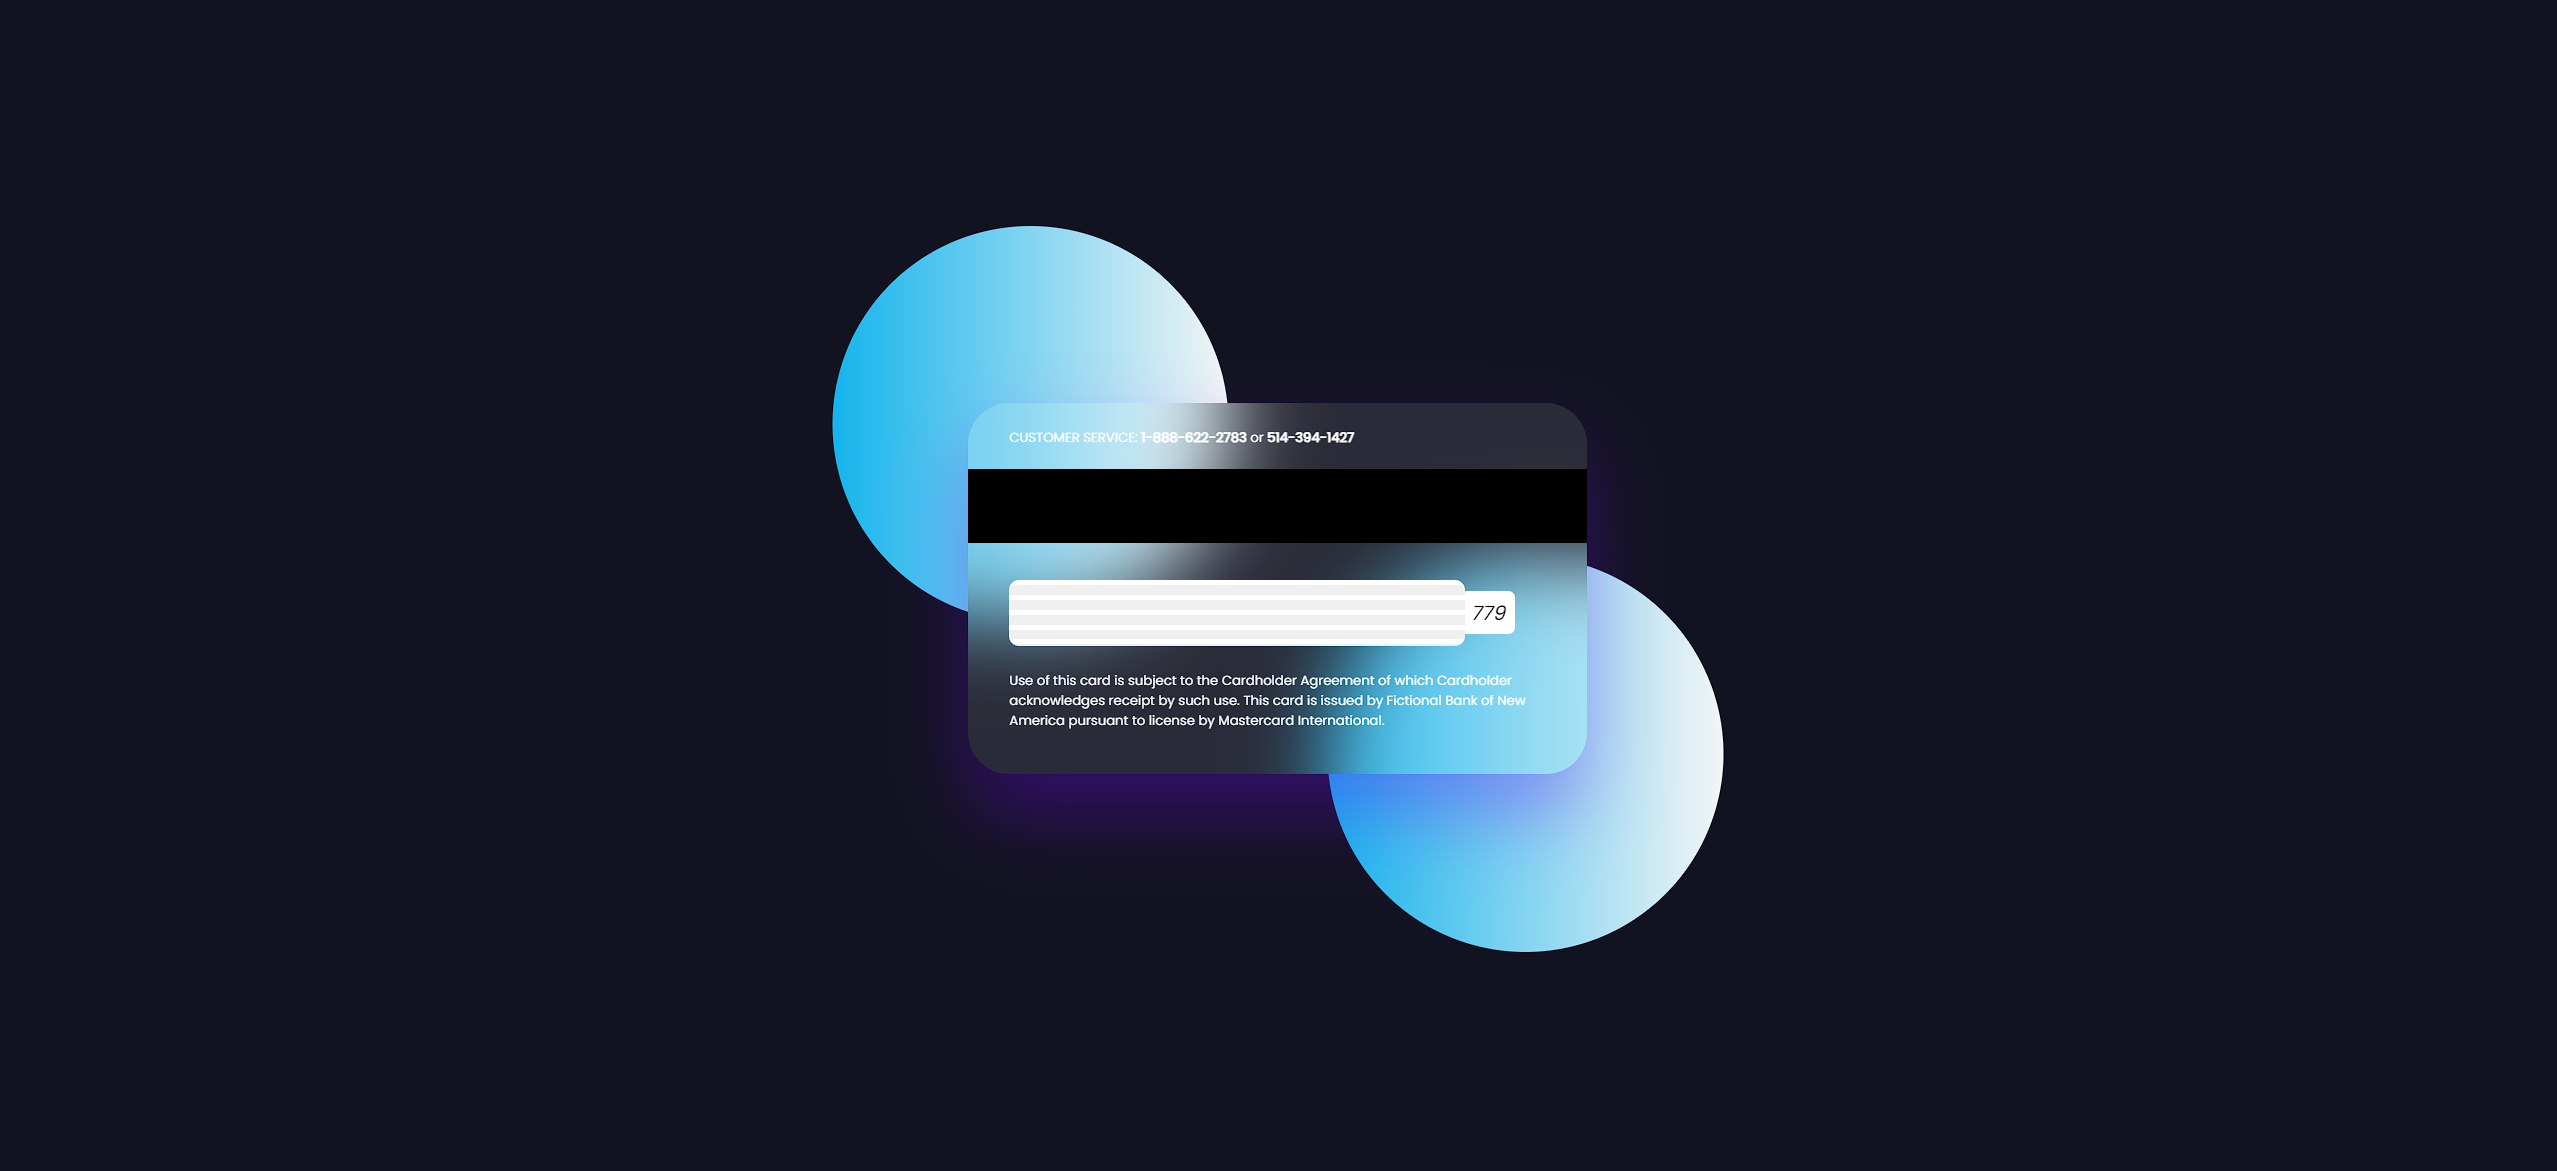 CUSTOMER SERVICE: 1-888-622-2783 or 514-394-1427
779
Use of this card is subject to the Cardholder Agreement of which Cardholder
acknowledges receipt by such use. This card is issued by Fictional Bank of New
America pursuant to license by Mastercard International.